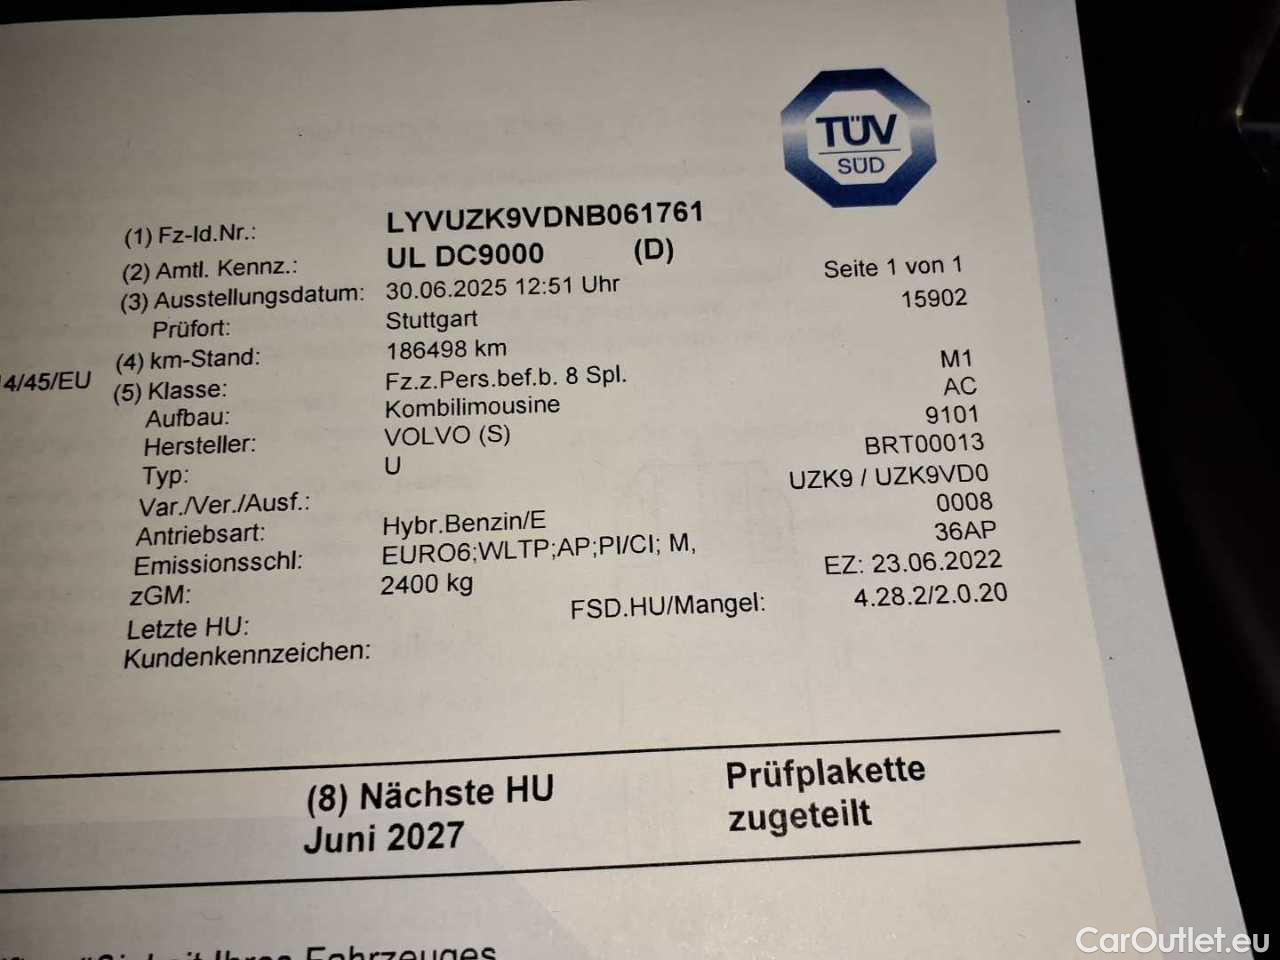 TÜV
SÜD
(1) Fz-Id.Nr.: LYVUZK9VDNB061761
(2) Amtl. Kennz.: UL DC9000 (D)
(3) Ausstellungsdatum: 30.06.2025 12:51 Uhr Seite 1 von 1
Prüfort: Stuttgart 15902
(4) km-Stand: 186498 km
4/45/EU (5) Klasse: Fz.z.Pers.bef.b. 8 Spl. M1
Aufbau: Kombilimousine AC
Hersteller: VOLVO (S) 9101
Typ: U BRT00013
Var./Ver./Ausf.: UZK9 / UZK9VD0
Antriebsart: Hybr.Benzin/E 0008
Emissionsschl: EURO6;WLTP;AP;PI/CI; M, 36AP
zGM: 2400 kg EZ: 23.06.2022
Letzte HU: FSD.HU/Mangel: 4.28.2/2.0.20
Kundenkennzeichen:
(8) Nächste HU Prüfplakette
Juni 2027 zugeteilt
Ihres Fahrzeuges
CarOutlet.eu